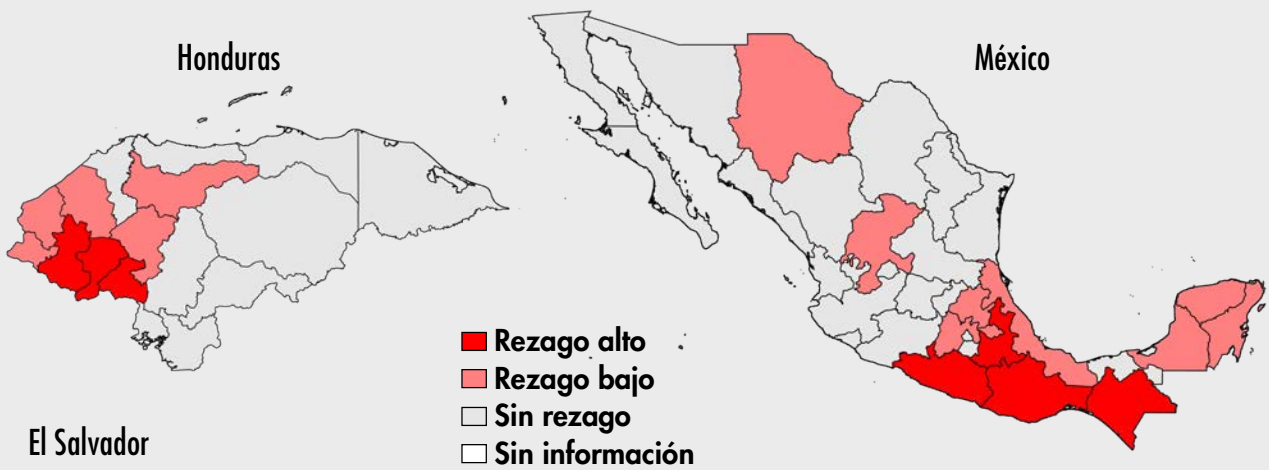 Honduras
México
Rezago alto
Rezago bajo
Sin rezago
Sin información
El Salvador